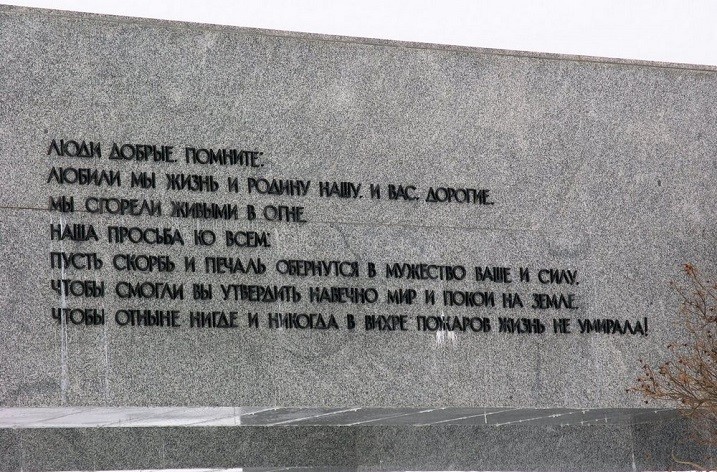 ЛЮДИ ДОБРЫЕ, ПОМНИТЕ:
ЛЮБИЛИ МЫ ЖИЗНЬ И РОДИНУ НАШУ, И ВАС, ДОРОГИЕ.
МЫ СГОРЕЛИ ЖИВЫМИ В ОГНЕ.
НАША ПРОСЬБА КО ВСЕМ:
ПУСТЬ СКОРБЬ И ПЕЧАЛЬ ОБЕРНУТСЯ В МУЖЕСТВО ВАШЕ И СИЛУ,
ЧТОБЫ СМОГЛИ ВЫ УТВЕРДИТЬ НАВЕЧНО МИР И ПОКОЙ НА ЗЕМЛЕ,
ЧТОБЫ ОТНЫНЕ НИГДЕ И НИКОГДА В ВИХРЕ ПОЖАРОВ ЖИЗНЬ НЕ УМИРАЛА!